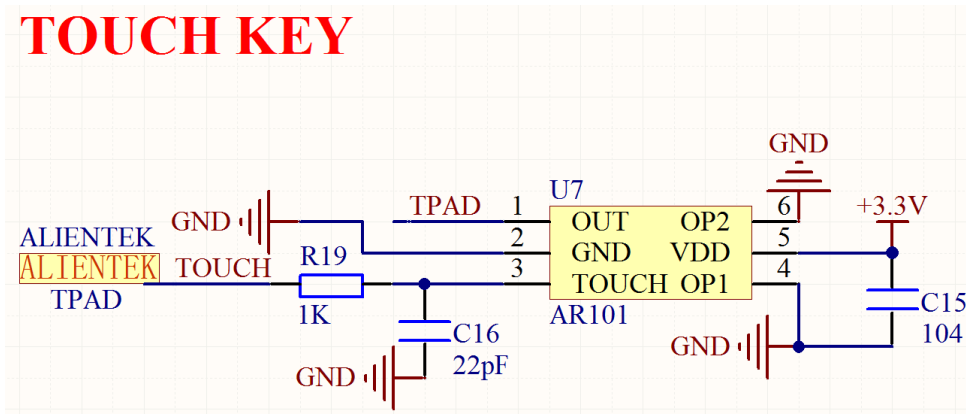 TOUCH KEY
GND
U7
TPAD
1
6
+3.3V
GND
OUT
OP2
ALIENTEK
2
GND
VDD
5
ALIENTEK
TOUCH
R19
3
TOUCH
OP1
4
TPAD
1K
AR101
C15
104
C16
22pF
GND
GND